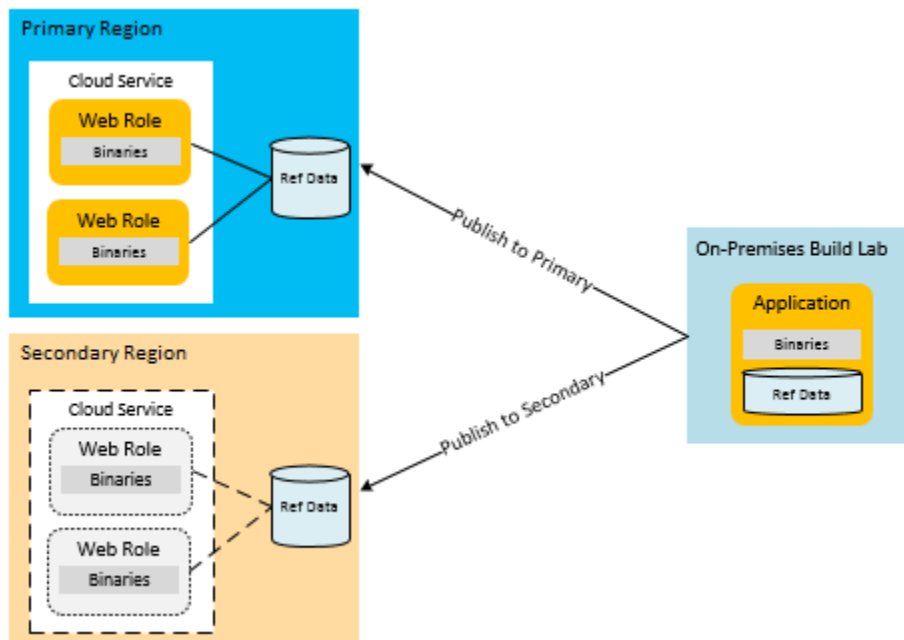 Primary Region
Cloud Service
Web Role
Binaries
Web Role
Binaries
Ref Data
Publish to Primary
On-Premises Build Lab
Application
Binaries
Ref Data
Secondary Region
Cloud Service
Web Role
Binaries
Web Role
Binaries
Ref Data
Publish to Secondary